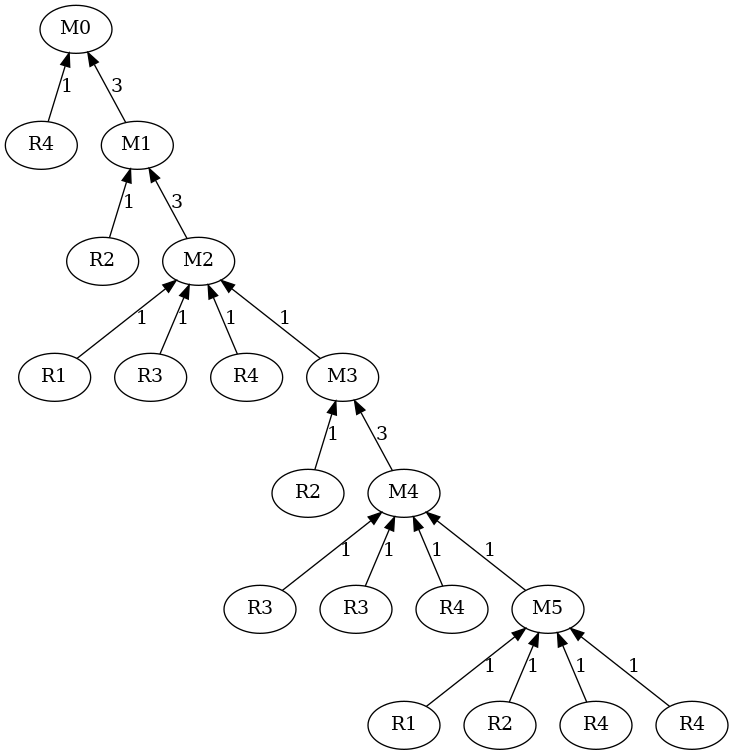 M0
1 3
R4 M1
1 3
R2 M2
1 1 1 1
R1 R3 R4 M3
1 3
R2 M4
1 1 1 1
R3 R3 R4 M5
1 1 1 1
R1 R2 R4 R4